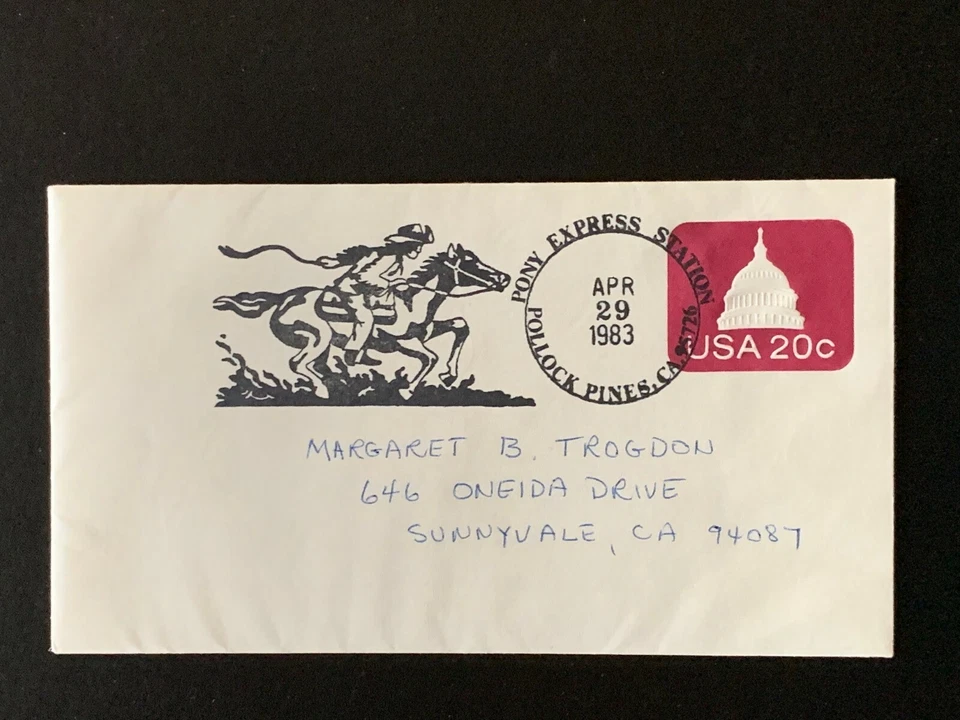 PONY EXPRESS STATION
APR
29
1983
POLLOCK PINES, CA, 95726
USA 20c
MARGARET B. TROGDON
646 ONEIDA DRIVE
SUNNYVALE, CA 94087